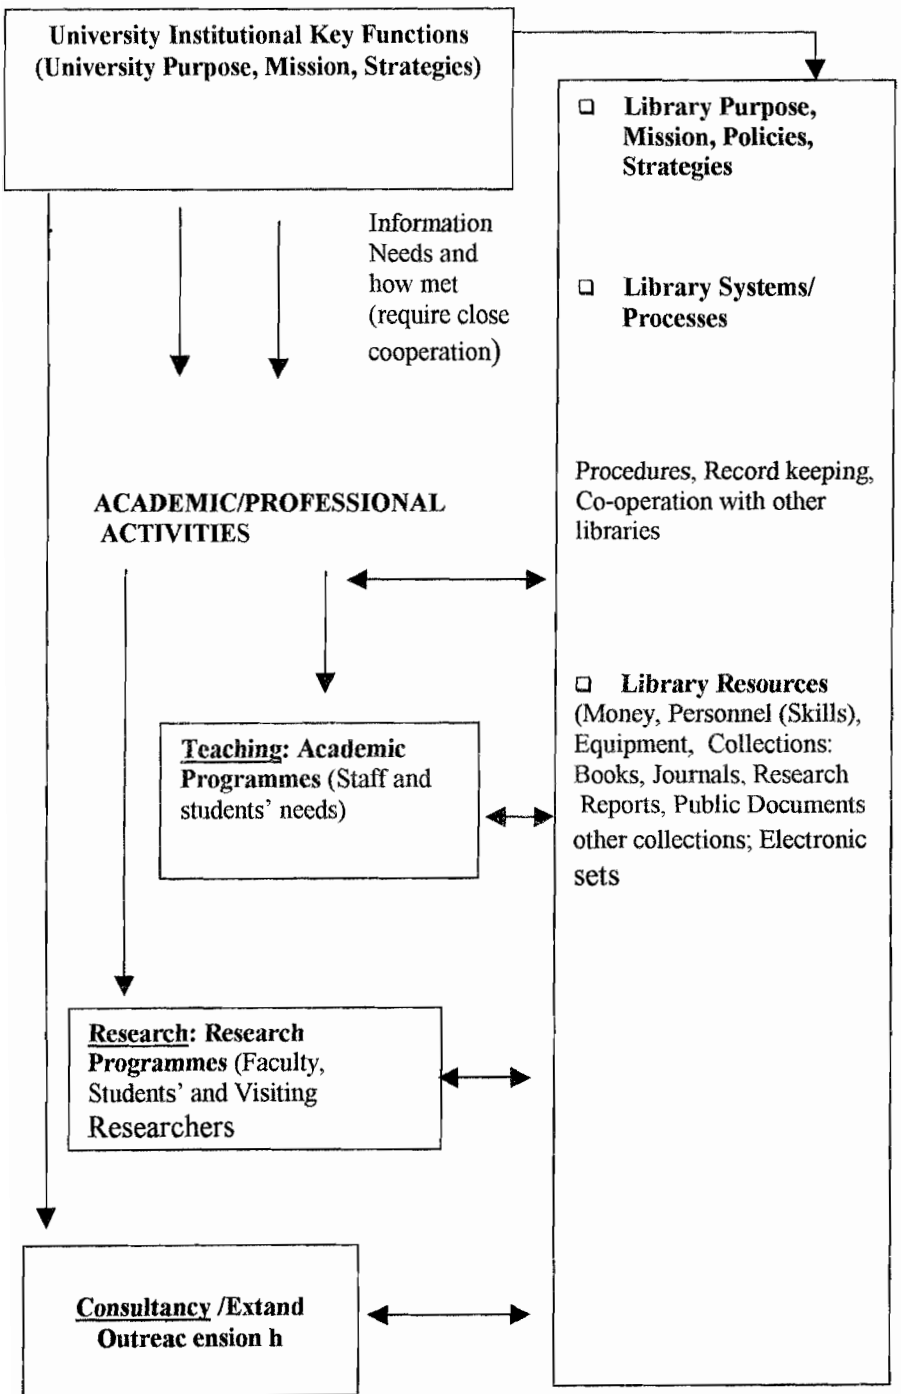 University Institutional Key Functions
(University Purpose, Mission, Strategies)
❑ Library Purpose,
Mission, Policies,
Strategies
Information
Needs and
how met
(require close
cooperation)
❑ Library Systems/
Processes
Procedures, Record keeping,
Co-operation with other
libraries
ACADEMIC/PROFESSIONAL
ACTIVITIES
❑ Library Resources
(Money, Personnel (Skills),
Equipment, Collections:
Books, Journals, Research
Reports, Public Documents
other collections; Electronic
sets
Teaching: Academic
Programmes (Staff and
students' needs)
Research: Research
Programmes (Faculty,
Students' and Visiting
Researchers
Consultancy /Extand
Outreac ension h